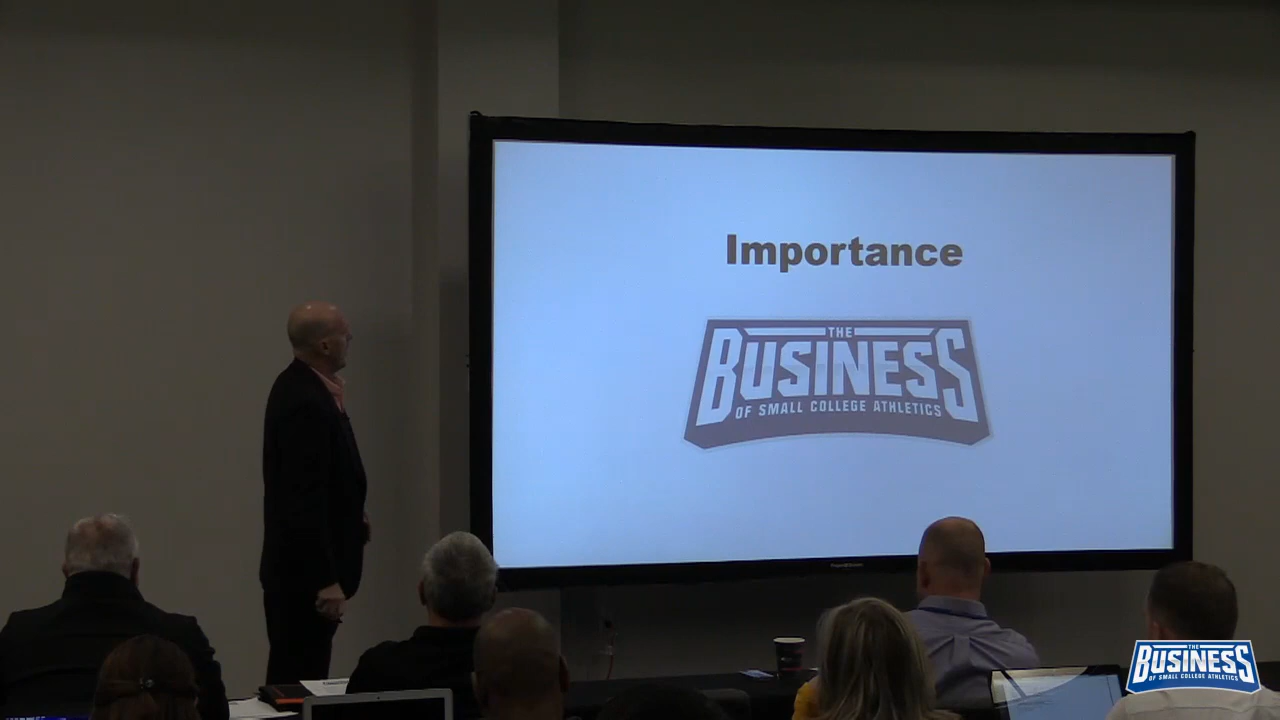 Importance
THE
BUSINESS
OF SMALL COLLEGE ATHLETICS
THE
BUSINESS
OF SMALL COLLEGE ATHLETICS